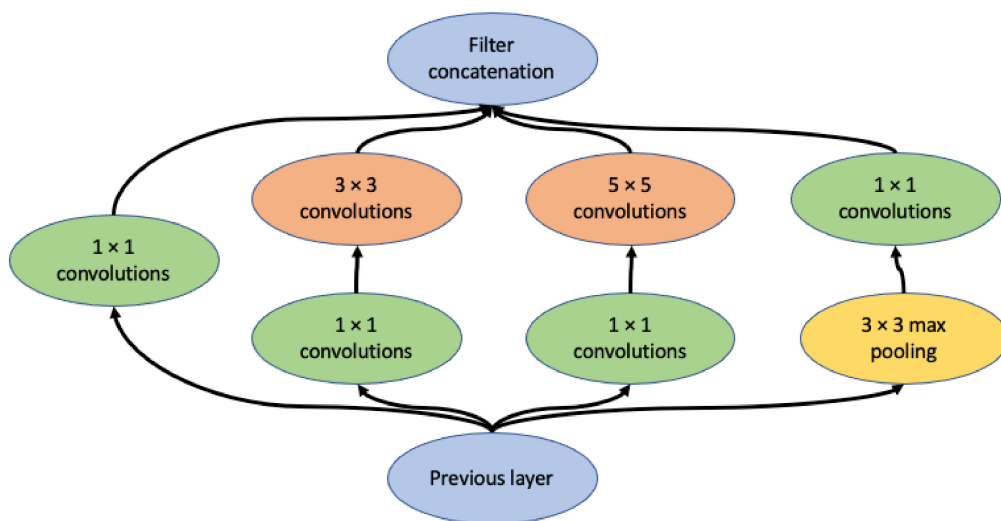 Filter
concatenation
3 × 3
convolutions
5 × 5
convolutions
1 × 1
convolutions
1 × 1
convolutions
1 × 1
convolutions
1 × 1
convolutions
3 × 3 max
pooling
Previous layer